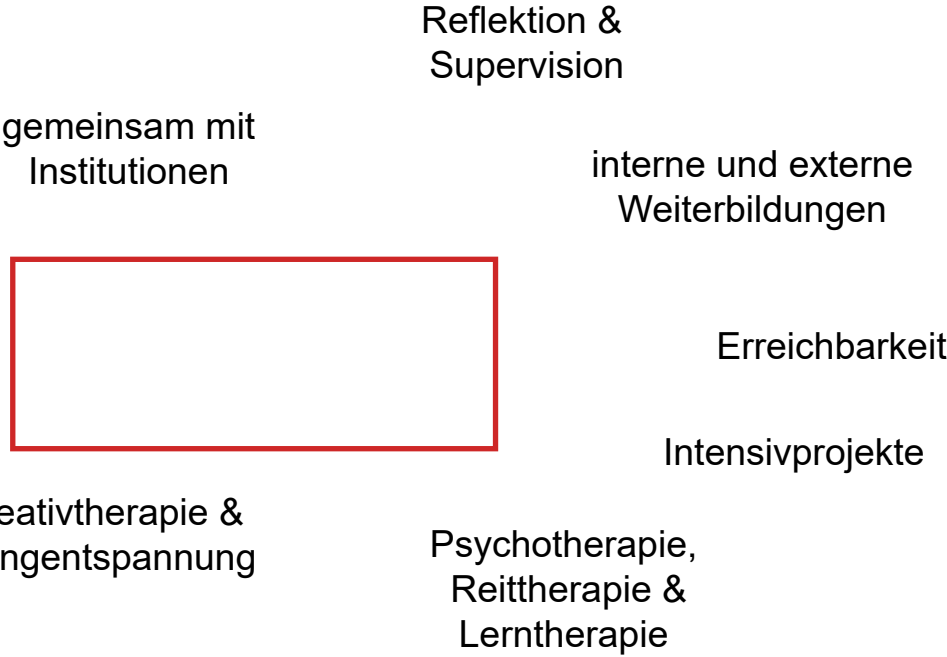 Reflektion &
Supervision
gemeinsam mit
Institutionen
interne und externe
Weiterbildungen
Erreichbarkeit
Intensivprojekte
eativtherapie &
ngentspannung
Psychotherapie,
Reittherapie &
Lerntherapie